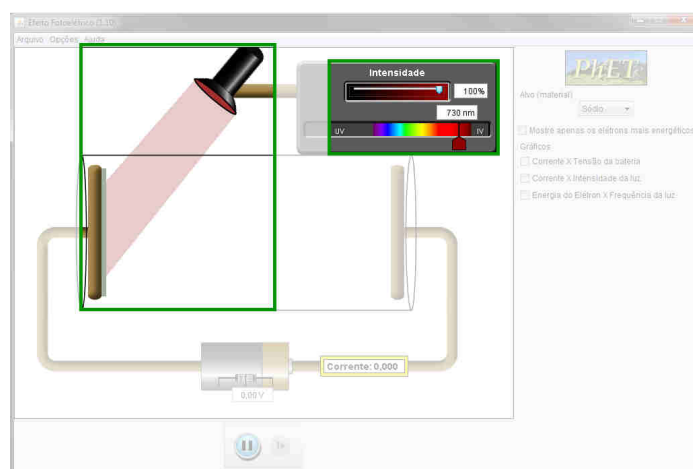 Efeito Fotoelétrico (1.10)
Arquivo Opções Ajuda
Intensidade
100%
730 nm
UV
IV
PhET
Alvo (material)
Sódio
Mostre apenas os elétrons mais energéticos
Gráficos
Corrente X Tensão da bateria
Corrente X Intensidade da luz
Energia do Elétron X Frequência da luz
Corrente: 0,000
0,00 V